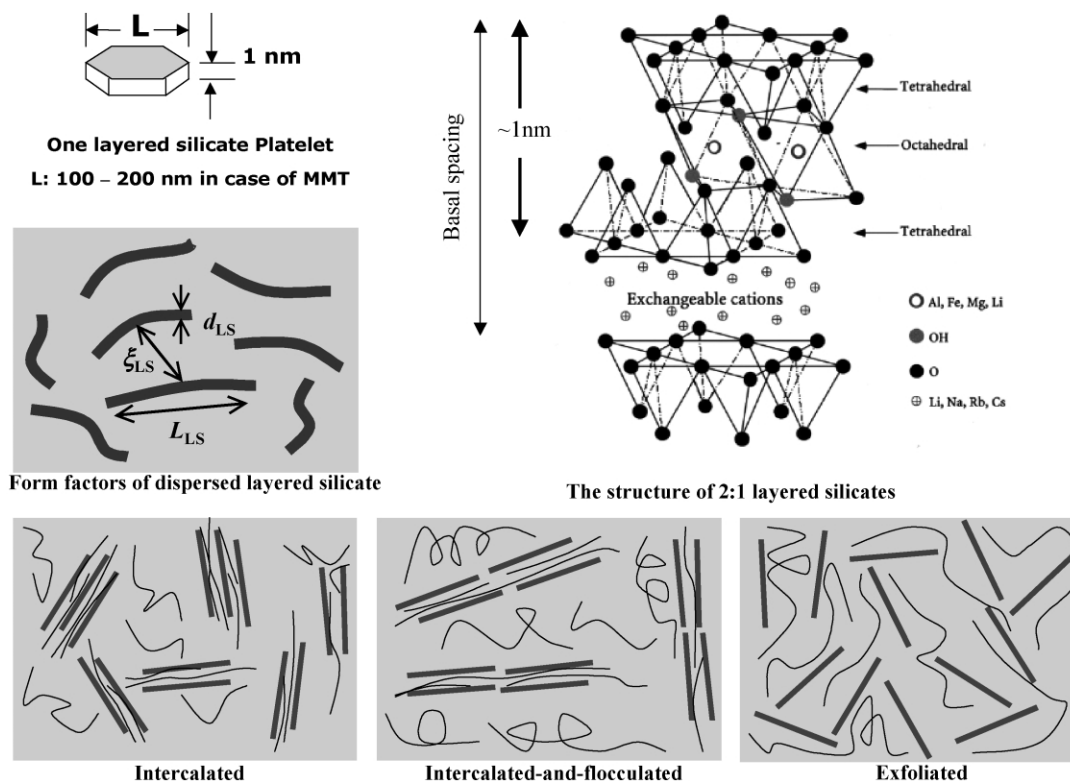 L
1 nm
One layered silicate Platelet
L: 100 – 200 nm in case of MMT
d_LS
ξ_LS
L_LS
Form factors of dispersed layered silicate
Basal spacing
~1nm
Tetrahedral
Octahedral
Tetrahedral
Exchangeable cations
Al, Fe, Mg, Li
OH
O
Li, Na, Rb, Cs
The structure of 2:1 layered silicates
Intercalated
Intercalated-and-flocculated
Exfoliated